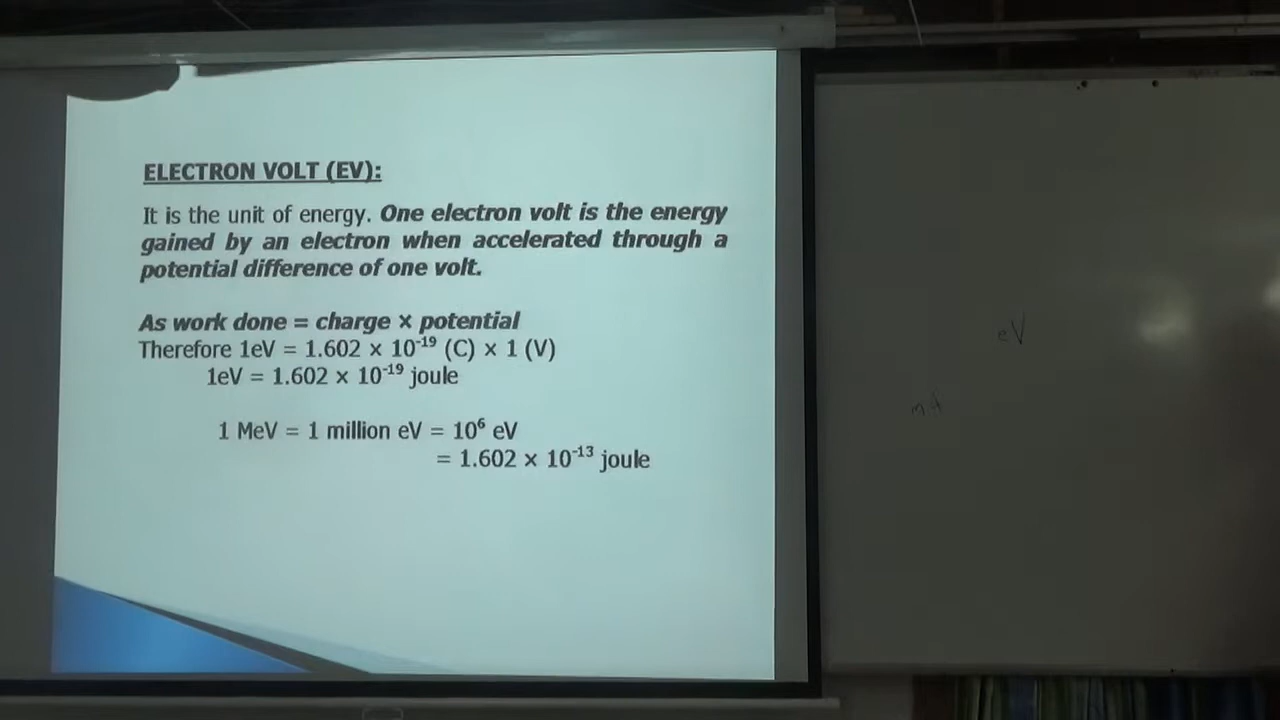 ELECTRON VOLT (EV):
It is the unit of energy. One electron volt is the energy
gained by an electron when accelerated through a
potential difference of one volt.
As work done = charge × potential
Therefore 1eV = 1.602 × 10⁻¹⁹ (C) × 1 (V)
1eV = 1.602 × 10⁻¹⁹ joule
1 MeV = 1 million eV = 10⁶ eV
= 1.602 × 10⁻¹³ joule
eV